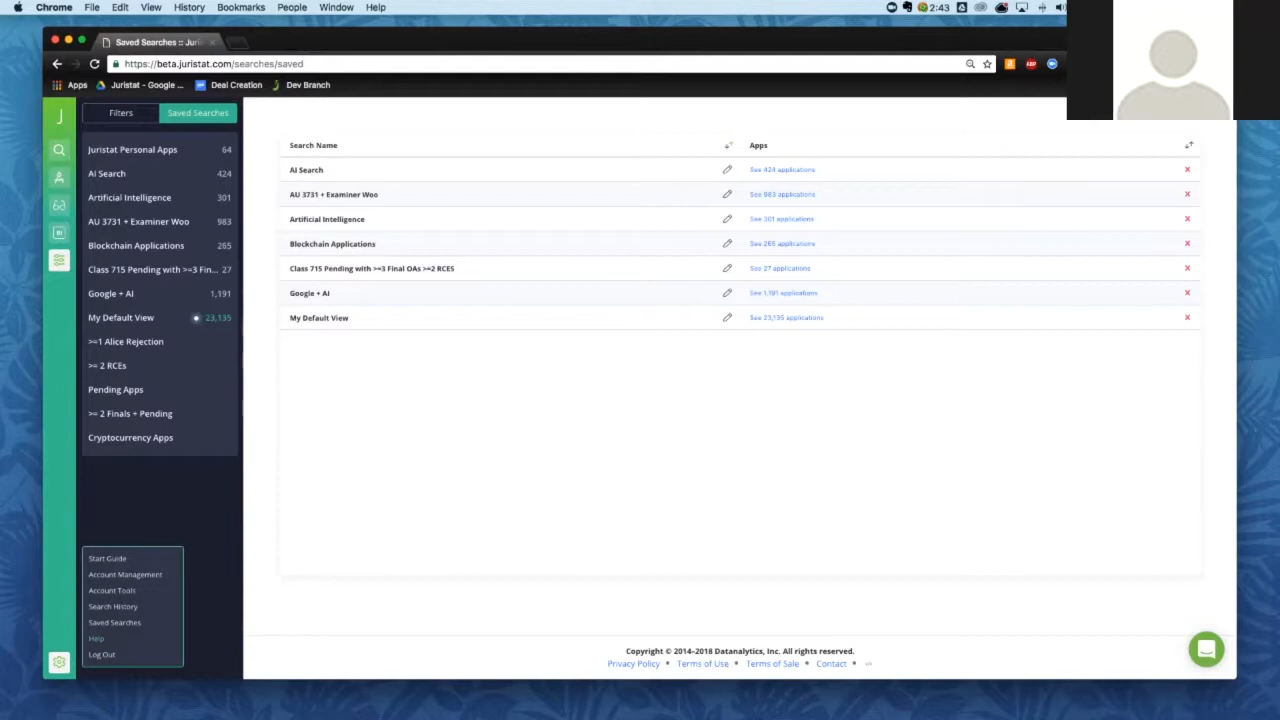 Chrome File Edit View History Bookmarks People Window Help 2:43
Saved Searches :: Juri
https://beta.juristat.com/searches/saved
Apps Juristat - Google ... Deal Creation Dev Branch
J
Filters Saved Searches
Juristat Personal Apps 64
AI Search 424
Artificial Intelligence 301
AU 3731 + Examiner Woo 983
Blockchain Applications 265
Class 715 Pending with >=3 Fin... 27
Google + AI 1,191
My Default View 23,135
>=1 Alice Rejection
>= 2 RCEs
Pending Apps
>= 2 Finals + Pending
Cryptocurrency Apps
Start Guide
Account Management
Account Tools
Search History
Saved Searches
Help
Log Out
Search Name Apps
AI Search See 424 applications
AU 3731 + Examiner Woo See 983 applications
Artificial Intelligence See 301 applications
Blockchain Applications See 265 applications
Class 715 Pending with >=3 Final OAs >=2 RCES See 27 applications
Google + AI See 1,191 applications
My Default View See 23,135 applications
Copyright © 2014–2018 Datanalytics, Inc. All rights reserved.
Privacy Policy • Terms of Use • Terms of Sale • Contact •